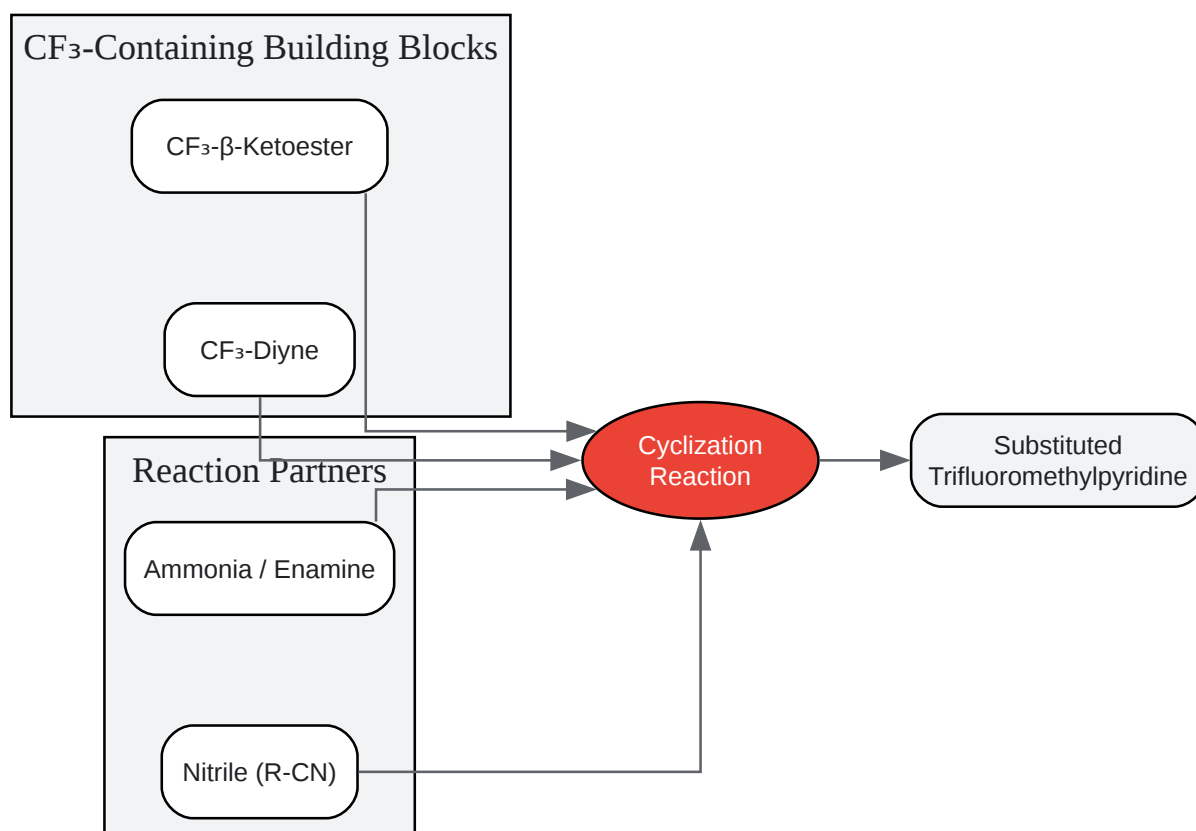 CF₃-Containing Building Blocks
CF₃-β-Ketoester
CF₃-Diyne
Reaction Partners
Ammonia / Enamine
Nitrile (R-CN)
Cyclization
Reaction
Substituted
Trifluoromethylpyridine